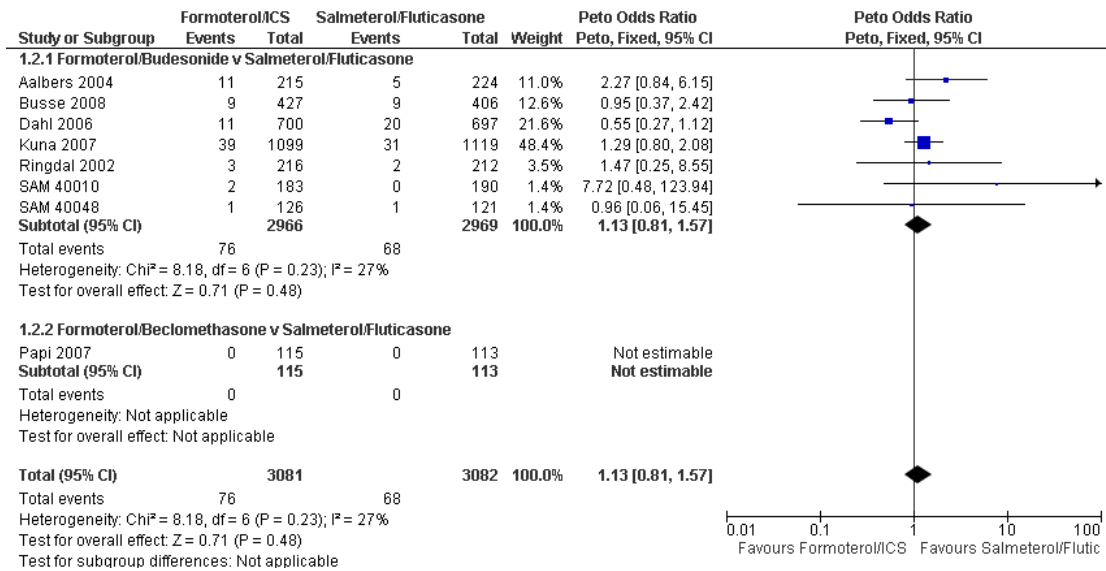 Formoterol/ICS Salmeterol/Fluticasone Peto Odds Ratio Peto Odds Ratio
Study or Subgroup Events Total Events Total Weight Peto, Fixed, 95% CI Peto, Fixed, 95% CI
1.2.1 Formoterol/Budesonide v Salmeterol/Fluticasone
Aalbers 2004 11 215 5 224 11.0% 2.27 [0.84, 6.15]
Busse 2008 9 427 9 406 12.6% 0.95 [0.37, 2.42]
Dahl 2006 11 700 20 697 21.6% 0.55 [0.27, 1.12]
Kuna 2007 39 1099 31 1119 48.4% 1.29 [0.80, 2.08]
Ringdal 2002 3 216 2 212 3.5% 1.47 [0.25, 8.55]
SAM 40010 2 183 0 190 1.4% 7.72 [0.48, 123.94]
SAM 40048 1 126 1 121 1.4% 0.96 [0.06, 15.45]
Subtotal (95% CI) 2966 2969 100.0% 1.13 [0.81, 1.57]
Total events 76 68
Heterogeneity: Chi² = 8.18, df = 6 (P = 0.23); I² = 27%
Test for overall effect: Z = 0.71 (P = 0.48)
1.2.2 Formoterol/Beclomethasone v Salmeterol/Fluticasone
Papi 2007 0 115 0 113 Not estimable
Subtotal (95% CI) 115 113 Not estimable
Total events 0 0
Heterogeneity: Not applicable
Test for overall effect: Not applicable
Total (95% CI) 3081 3082 100.0% 1.13 [0.81, 1.57]
Total events 76 68
Heterogeneity: Chi² = 8.18, df = 6 (P = 0.23); I² = 27%
Test for overall effect: Z = 0.71 (P = 0.48)
Test for subgroup differences: Not applicable
0.01 0.1 1 10 100
Favours Formoterol/ICS Favours Salmeterol/Flutic